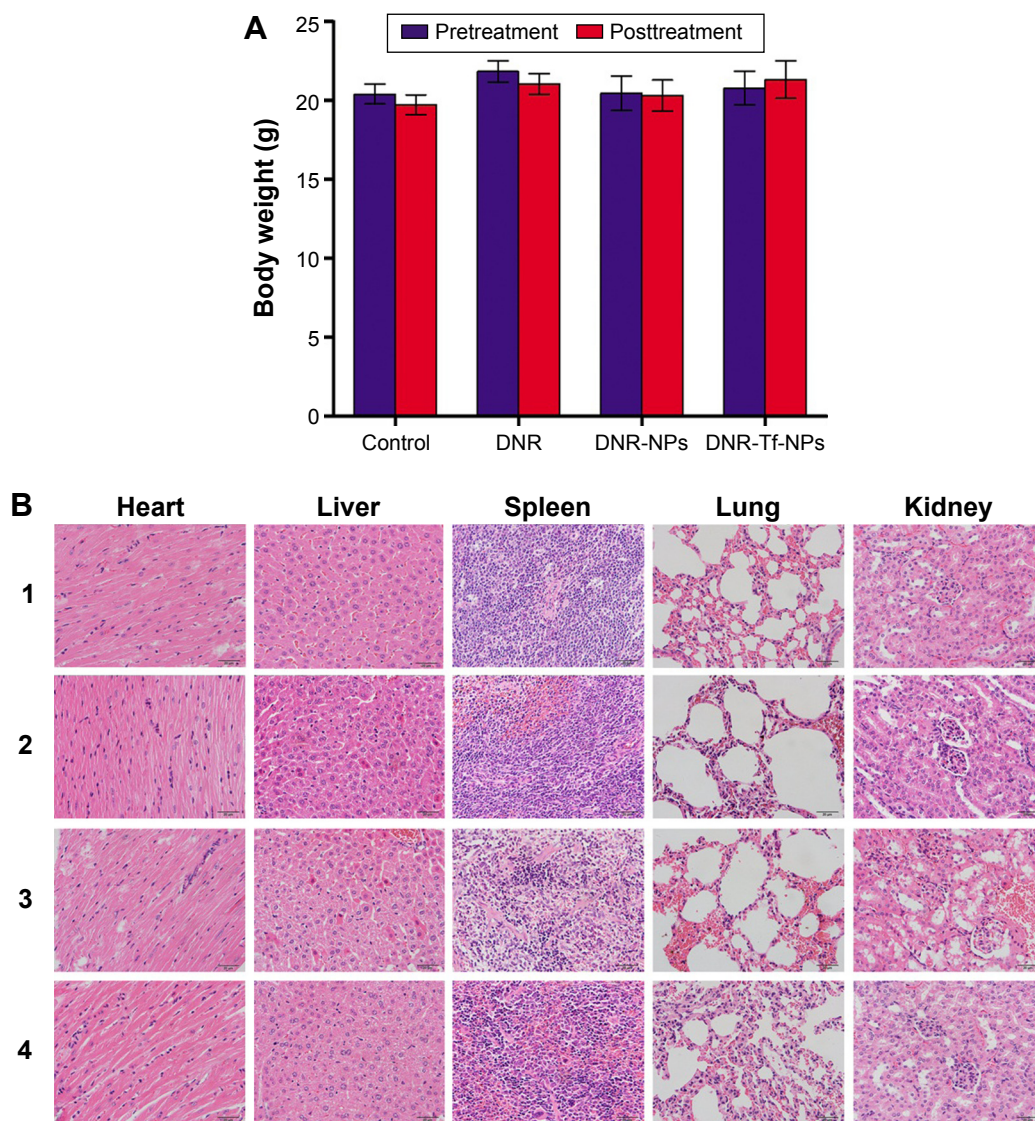 A
Pretreatment Posttreatment
Body weight (g)
25
20
15
10
5
0
Control DNR DNR-NPs DNR-Tf-NPs
B
Heart Liver Spleen Lung Kidney
1
2
3
4